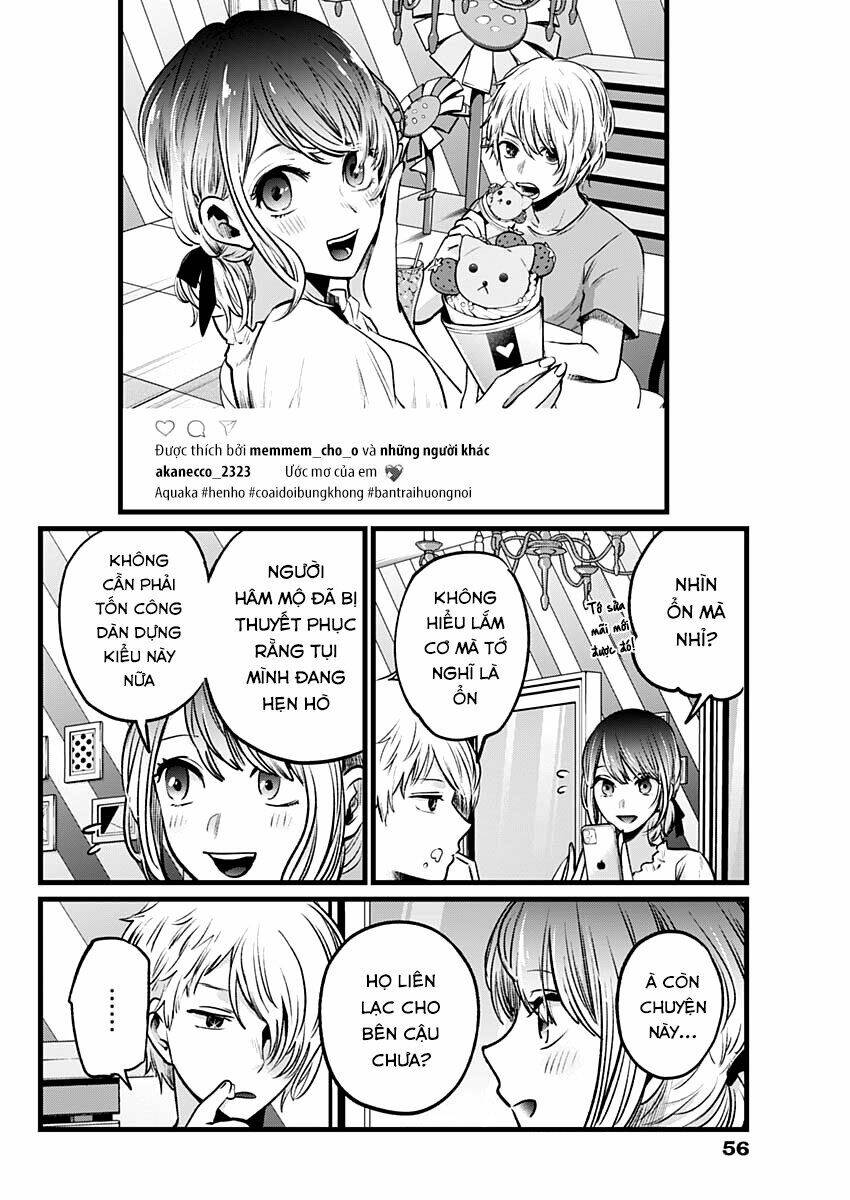 Được thích bởi memmem_cho_o và những người khác
akanecco_2323 Ước mơ của em 💖
Aquaka #henho #coaidoibungkhong #bantraihuongnoi
NHÌN
ỔN MÀ
NHỈ?
Tớ sửa
mãi mới
được đó!
KHÔNG
HIỂU LẮM
CƠ MÀ TỚ
NGHĨ LÀ
ỔN
NGƯỜI
HÂM MỘ ĐÃ BỊ
THUYẾT PHỤC
RẰNG TỤI
MÌNH ĐANG
HẸN HÒ
KHÔNG
CẦN PHẢI
TỐN CÔNG
DÀN DỰNG
KIỂU NÀY
NỮA
À CÒN
CHUYỆN
NÀY...
HỌ LIÊN
LẠC CHO
BÊN CẬU
CHƯA?
......
56